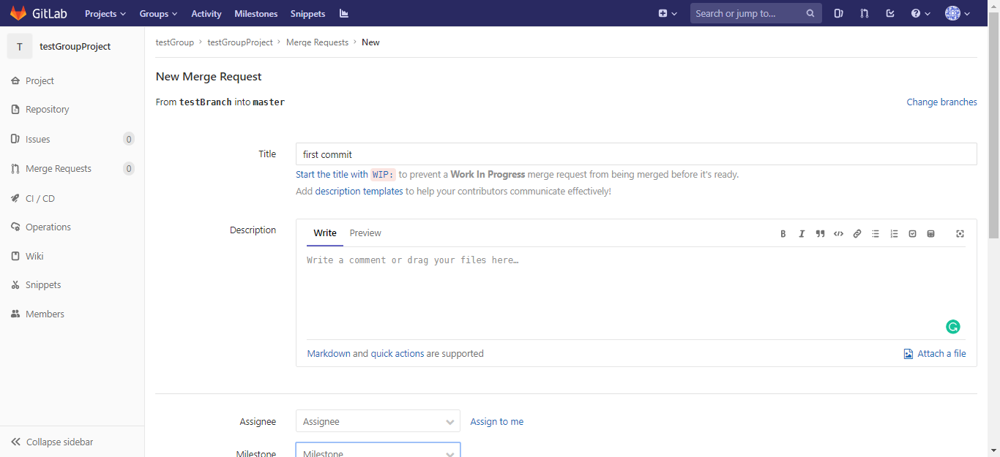 GitLab Projects Groups Activity Milestones Snippets Search or jump to...
T testGroupProject
Project
Repository
Issues 0
Merge Requests 0
CI / CD
Operations
Wiki
Snippets
Members
Collapse sidebar
testGroup › testGroupProject › Merge Requests › New
New Merge Request
From testBranch into master Change branches
Title first commit
Start the title with WIP: to prevent a Work In Progress merge request from being merged before it's ready.
Add description templates to help your contributors communicate effectively!
Description Write Preview
Write a comment or drag your files here…
Markdown and quick actions are supported Attach a file
Assignee Assignee Assign to me
Milestone Milestone